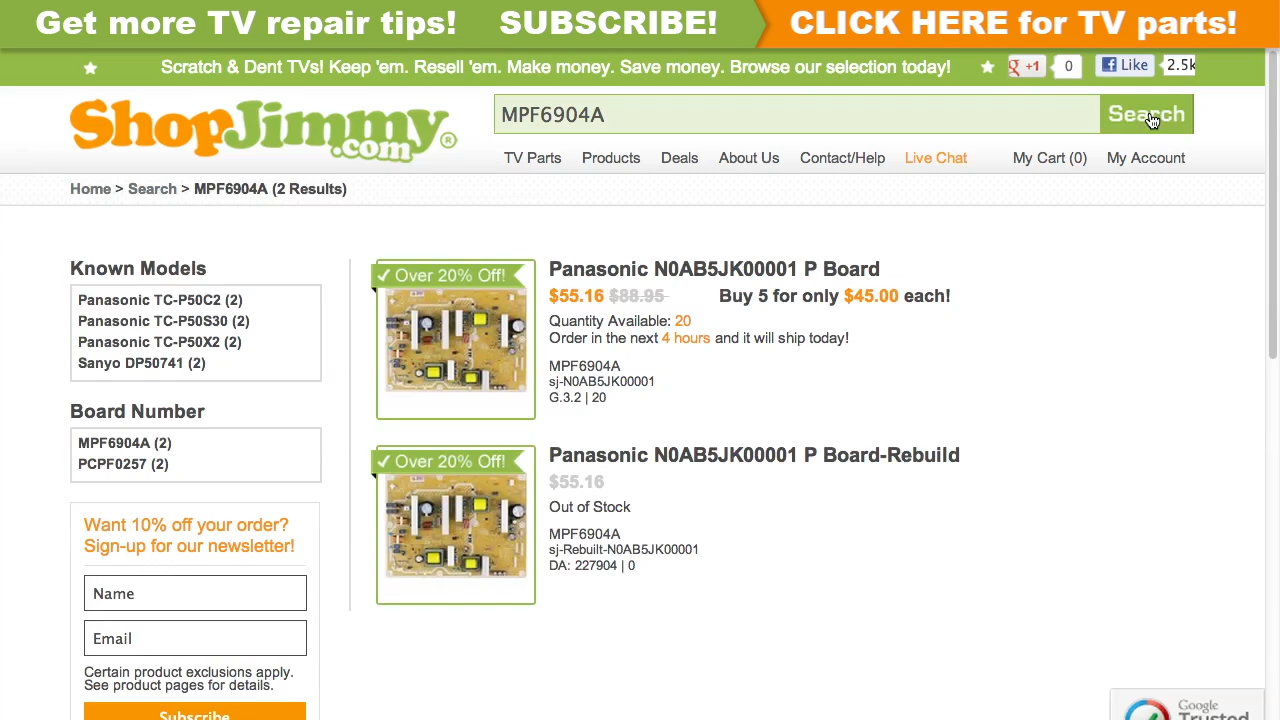 Get more TV repair tips! SUBSCRIBE! CLICK HERE for TV parts!
Scratch & Dent TVs! Keep 'em. Resell 'em. Make money. Save money. Browse our selection today!
+1 0 Like 2.5k
ShopJimmy.com®
MPF6904A Search
TV Parts Products Deals About Us Contact/Help Live Chat My Cart (0) My Account
Home > Search > MPF6904A (2 Results)
Known Models
Panasonic TC-P50C2 (2)
Panasonic TC-P50S30 (2)
Panasonic TC-P50X2 (2)
Sanyo DP50741 (2)
Board Number
MPF6904A (2)
PCPF0257 (2)
Want 10% off your order?
Sign-up for our newsletter!
Name
Email
Certain product exclusions apply.
See product pages for details.
Subscribe
✓ Over 20% Off!
Panasonic N0AB5JK00001 P Board
$55.16 $88.95 Buy 5 for only $45.00 each!
Quantity Available: 20
Order in the next 4 hours and it will ship today!
MPF6904A
sj-N0AB5JK00001
G.3.2 | 20
✓ Over 20% Off!
Panasonic N0AB5JK00001 P Board-Rebuild
$55.16
Out of Stock
MPF6904A
sj-Rebuilt-N0AB5JK00001
DA: 227904 | 0
Google
Trusted